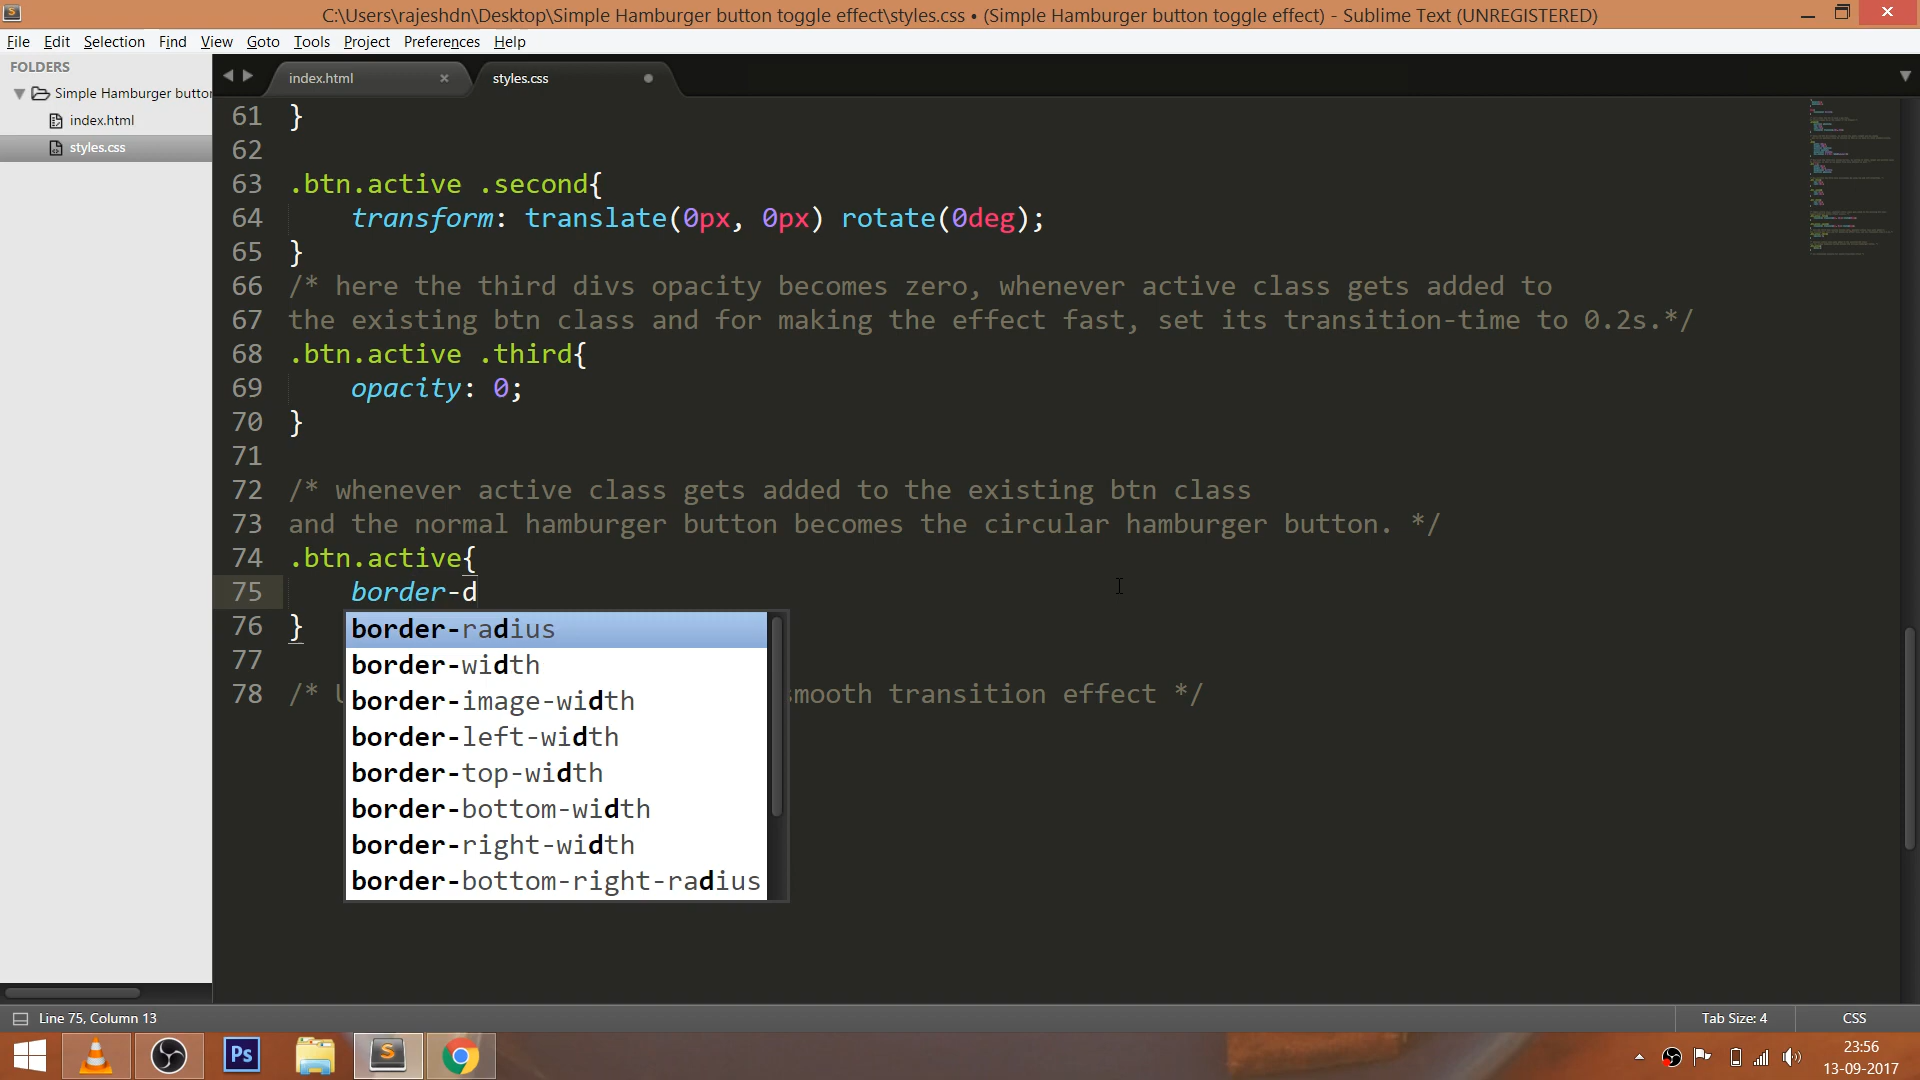 C:\Users\rajeshdn\Desktop\Simple Hamburger button toggle effect\styles.css • (Simple Hamburger button toggle effect) - Sublime Text (UNREGISTERED)
File Edit Selection Find View Goto Tools Project Preferences Help
FOLDERS
Simple Hamburger butto
index.html
styles.css
index.html
styles.css
61 }
62
63 .btn.active .second{
64 transform: translate(0px, 0px) rotate(0deg);
65 }
66 /* here the third divs opacity becomes zero, whenever active class gets added to
67 the existing btn class and for making the effect fast, set its transition-time to 0.2s.*/
68 .btn.active .third{
69 opacity: 0;
70 }
71
72 /* whenever active class gets added to the existing btn class
73 and the normal hamburger button becomes the circular hamburger button. */
74 .btn.active{
75 border-d
76 }
77
78 /* smooth transition effect */
border-radius
border-width
border-image-width
border-left-width
border-top-width
border-bottom-width
border-right-width
border-bottom-right-radius
Line 75, Column 13
Tab Size: 4
CSS
Ps
S
23:56
13-09-2017